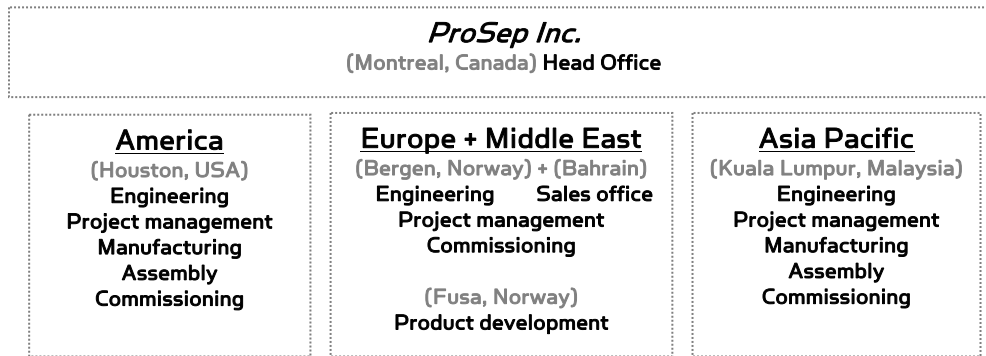 ProSep Inc.
(Montreal, Canada) Head Office
America
(Houston, USA)
Engineering
Project management
Manufacturing
Assembly
Commissioning
Europe + Middle East
(Bergen, Norway) + (Bahrain)
Engineering Sales office
Project management
Commissioning
(Fusa, Norway)
Product development
Asia Pacific
(Kuala Lumpur, Malaysia)
Engineering
Project management
Manufacturing
Assembly
Commissioning